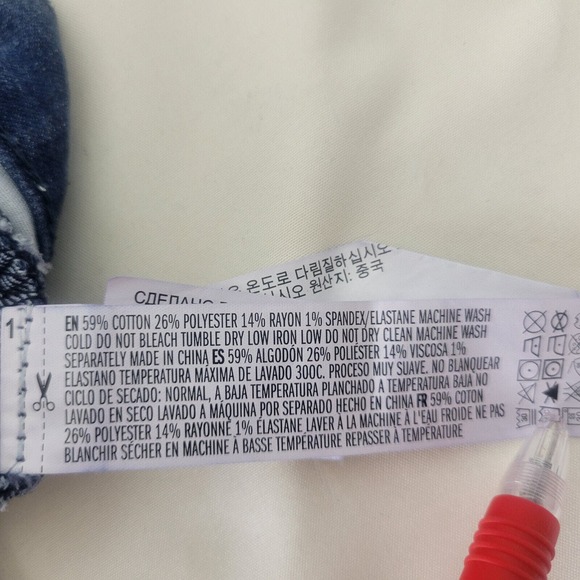 온도로 다림질하십시오
СДЕЛАНО
하십시오 원산지: 중국
1
EN 59% COTTON 26% POLYESTER 14% RAYON 1% SPANDEX/ELASTANE MACHINE WASH
COLD DO NOT BLEACH TUMBLE DRY LOW IRON LOW DO NOT DRY CLEAN MACHINE WASH
SEPARATELY MADE IN CHINA ES 59% ALGODÓN 26% POLIÉSTER 14% VISCOSA 1%
ELASTANO TEMPERATURA MÁXIMA DE LAVADO 300C. PROCESO MUY SUAVE. NO BLANQUEAR
CICLO DE SECADO: NORMAL, A BAJA TEMPERATURA PLANCHADO A TEMPERATURA BAJA NO
LAVADO EN SECO LAVADO A MÁQUINA POR SEPARADO HECHO EN CHINA FR 59% COTON
26% POLYESTER 14% RAYONNE 1% ÉLASTANE LAVER À LA MACHINE À L'EAU FROIDE NE PAS
BLANCHIR SÉCHER EN MACHINE À BASSE TEMPÉRATURE REPASSER À TEMPÉRATURE